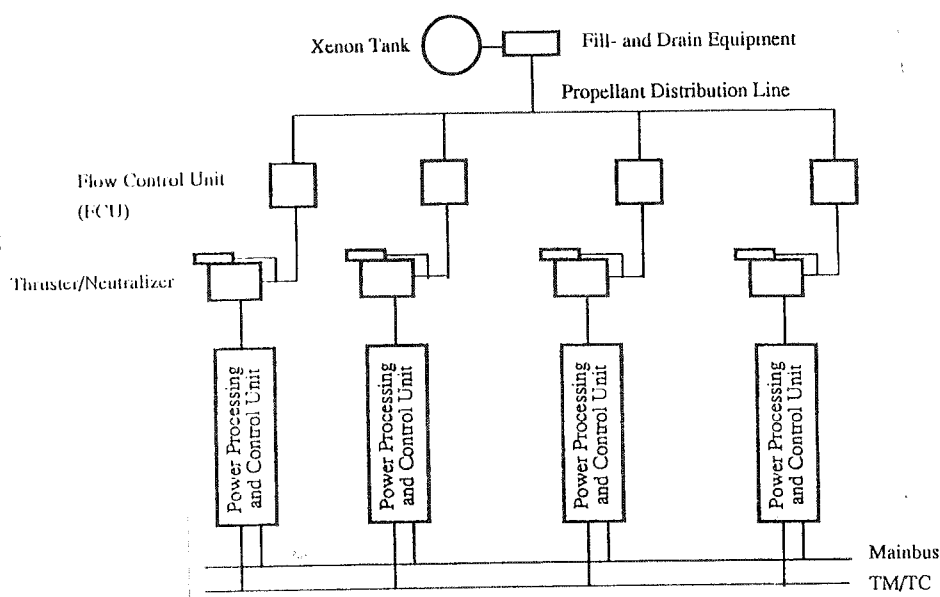 Xenon Tank
Fill- and Drain Equipment
Propellant Distribution Line
Flow Control Unit
(FCU)
Thruster/Neutralizer
Power Processing
and Control Unit
Power Processing
and Control Unit
Power Processing
and Control Unit
Power Processing
and Control Unit
Mainbus
TM/TC